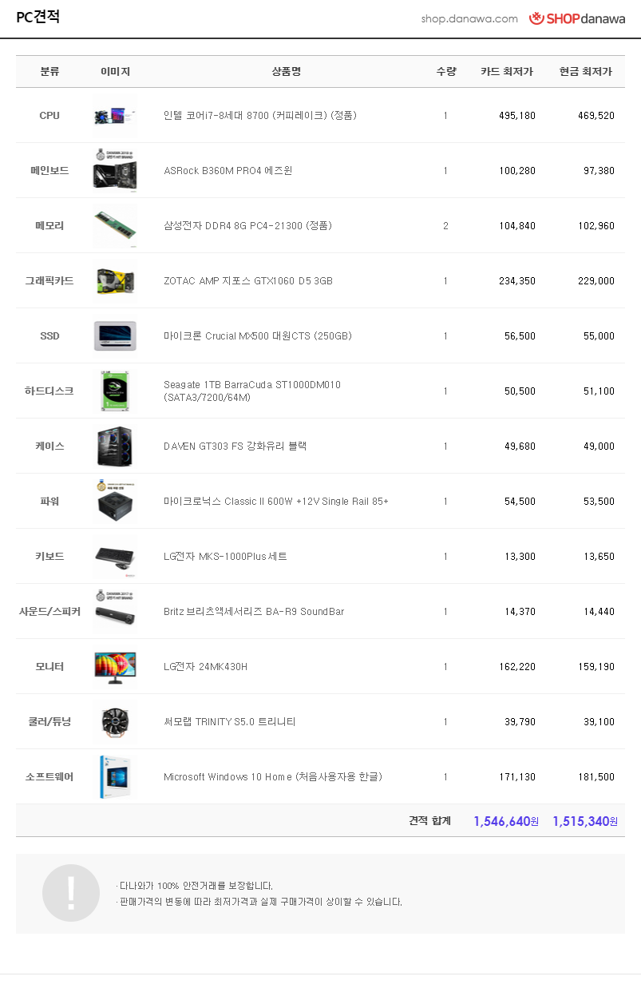 PC견적
shop.danawa.com SHOPdanawa
분류 이미지 상품명 수량 카드 최저가 현금 최저가
CPU 인텔 코어i7-8세대 8700 (커피레이크) (정품) 1 495,180 469,520
메인보드 ASRock B360M PRO4 에즈윈 1 100,280 97,380
메모리 삼성전자 DDR4 8G PC4-21300 (정품) 2 104,840 102,960
그래픽카드 ZOTAC AMP 지포스 GTX1060 D5 3GB 1 234,350 229,000
SSD 마이크론 Crucial MX500 대원CTS (250GB) 1 56,500 55,000
하드디스크 Seagate 1TB BarraCuda ST1000DM010
(SATA3/7200/64M) 1 50,500 51,100
케이스 DAVEN GT303 FS 강화유리 블랙 1 49,680 49,000
파워 마이크로닉스 Classic II 600W +12V Single Rail 85+ 1 54,500 53,500
키보드 LG전자 MKS-1000Plus 세트 1 13,300 13,650
사운드/스피커 Britz 브리츠액세서리즈 BA-R9 SoundBar 1 14,370 14,440
모니터 LG전자 24MK430H 1 162,220 159,190
쿨러/튜닝 써모랩 TRINITY S5.0 트리니티 1 39,790 39,100
소프트웨어 Microsoft Windows 10 Home (처음사용자용 한글) 1 171,130 181,500
견적 합계 1,546,640원 1,515,340원
· 다나와가 100% 안전거래를 보장합니다.
· 판매가격의 변동에 따라 최저가격과 실제 구매가격이 상이할 수 있습니다.